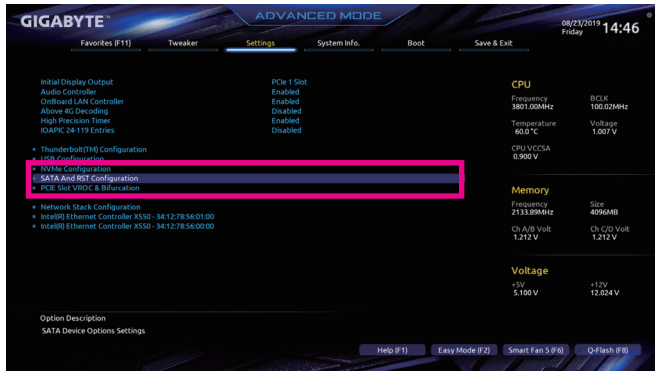 GIGABYTE™
ADVANCED MODE
08/23/2019 Friday 14:46
Favorites (F11) Tweaker Settings System Info. Boot Save & Exit
Initial Display Output PCIe 1 Slot
Audio Controller Enabled
OnBoard LAN Controller Enabled
Above 4G Decoding Disabled
High Precision Timer Enabled
IOAPIC 24-119 Entries Disabled
Thunderbolt(TM) Configuration
USB Configuration
NVMe Configuration
SATA And RST Configuration
PCIE Slot VROC & Bifurcation
Network Stack Configuration
Intel(R) Ethernet Controller X550 - 34:12:78:56:01:00
Intel(R) Ethernet Controller X550 - 34:12:78:56:00:00
CPU
Frequency BCLK
3801.00MHz 100.02MHz
Temperature Voltage
60.0 °C 1.007 V
CPU VCCSA
0.900 V
Memory
Frequency Size
2133.89MHz 4096MB
Ch A/B Volt Ch C/D Volt
1.212 V 1.212 V
Voltage
+5V +12V
5.100 V 12.024 V
Option Description
SATA Device Options Settings
Help (F1) Easy Mode (F2) Smart Fan 5 (F6) Q-Flash (F8)